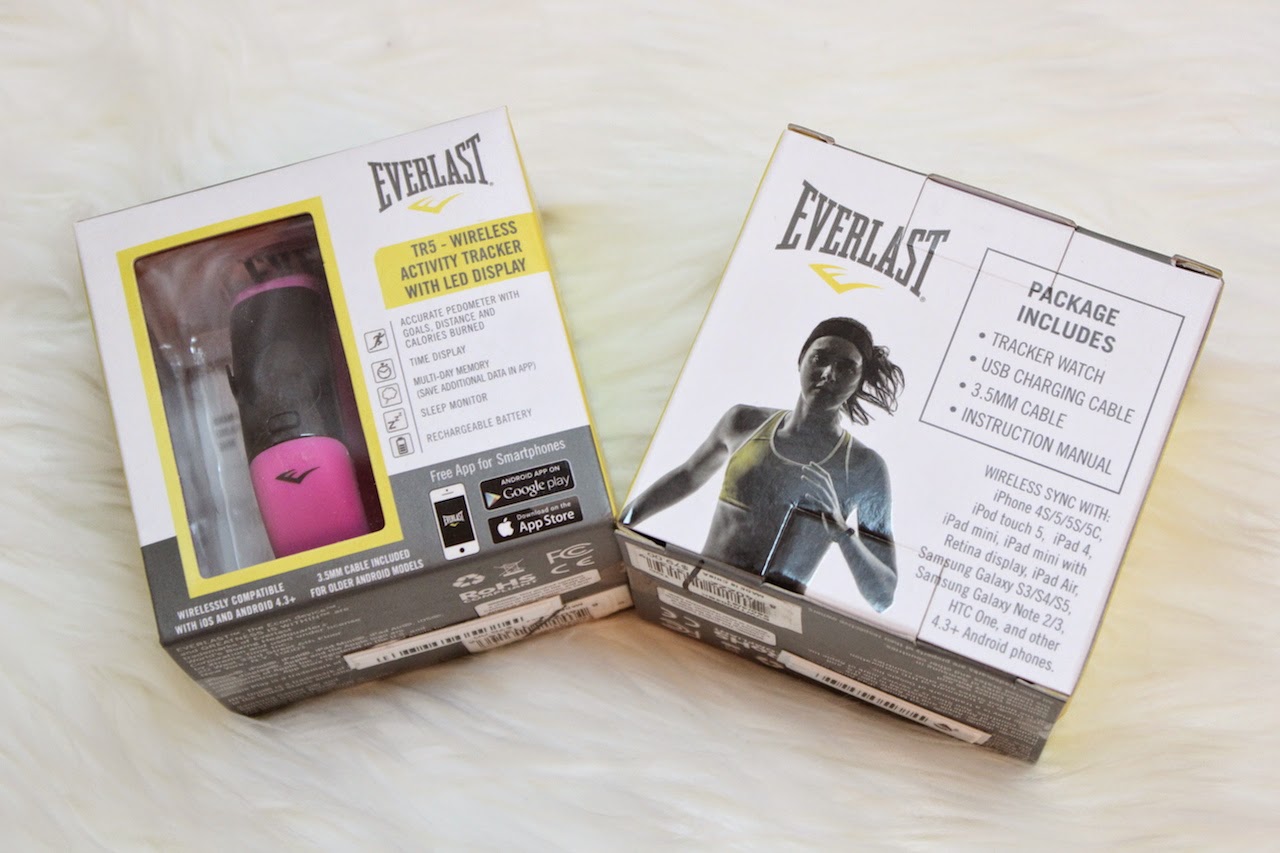 EVERLAST
TR5 - WIRELESS
ACTIVITY TRACKER
WITH LED DISPLAY
ACCURATE PEDOMETER WITH
GOALS, DISTANCE AND
CALORIES BURNED
TIME DISPLAY
MULTI-DAY MEMORY
(SAVE ADDITIONAL DATA IN APP)
SLEEP MONITOR
RECHARGEABLE BATTERY
Free App for Smartphones
EVERLAST
ANDROID APP ON
Google play
Download on the
App Store
WIRELESSLY COMPATIBLE
WITH iOS AND ANDROID 4.3+
3.5MM CABLE INCLUDED
FOR OLDER ANDROID MODELS
RoHS
FCC
CE
EVERLAST
PACKAGE
INCLUDES
• TRACKER WATCH
• USB CHARGING CABLE
• 3.5MM CABLE
• INSTRUCTION MANUAL
WIRELESS SYNC WITH:
iPhone 4S/5/5S/5C,
iPod touch 5, iPad 4,
iPad mini, iPad mini with
Retina display, iPad Air,
Samsung Galaxy S3/S4/S5,
Samsung Galaxy Note 2/3,
HTC One, and other
4.3+ Android phones.